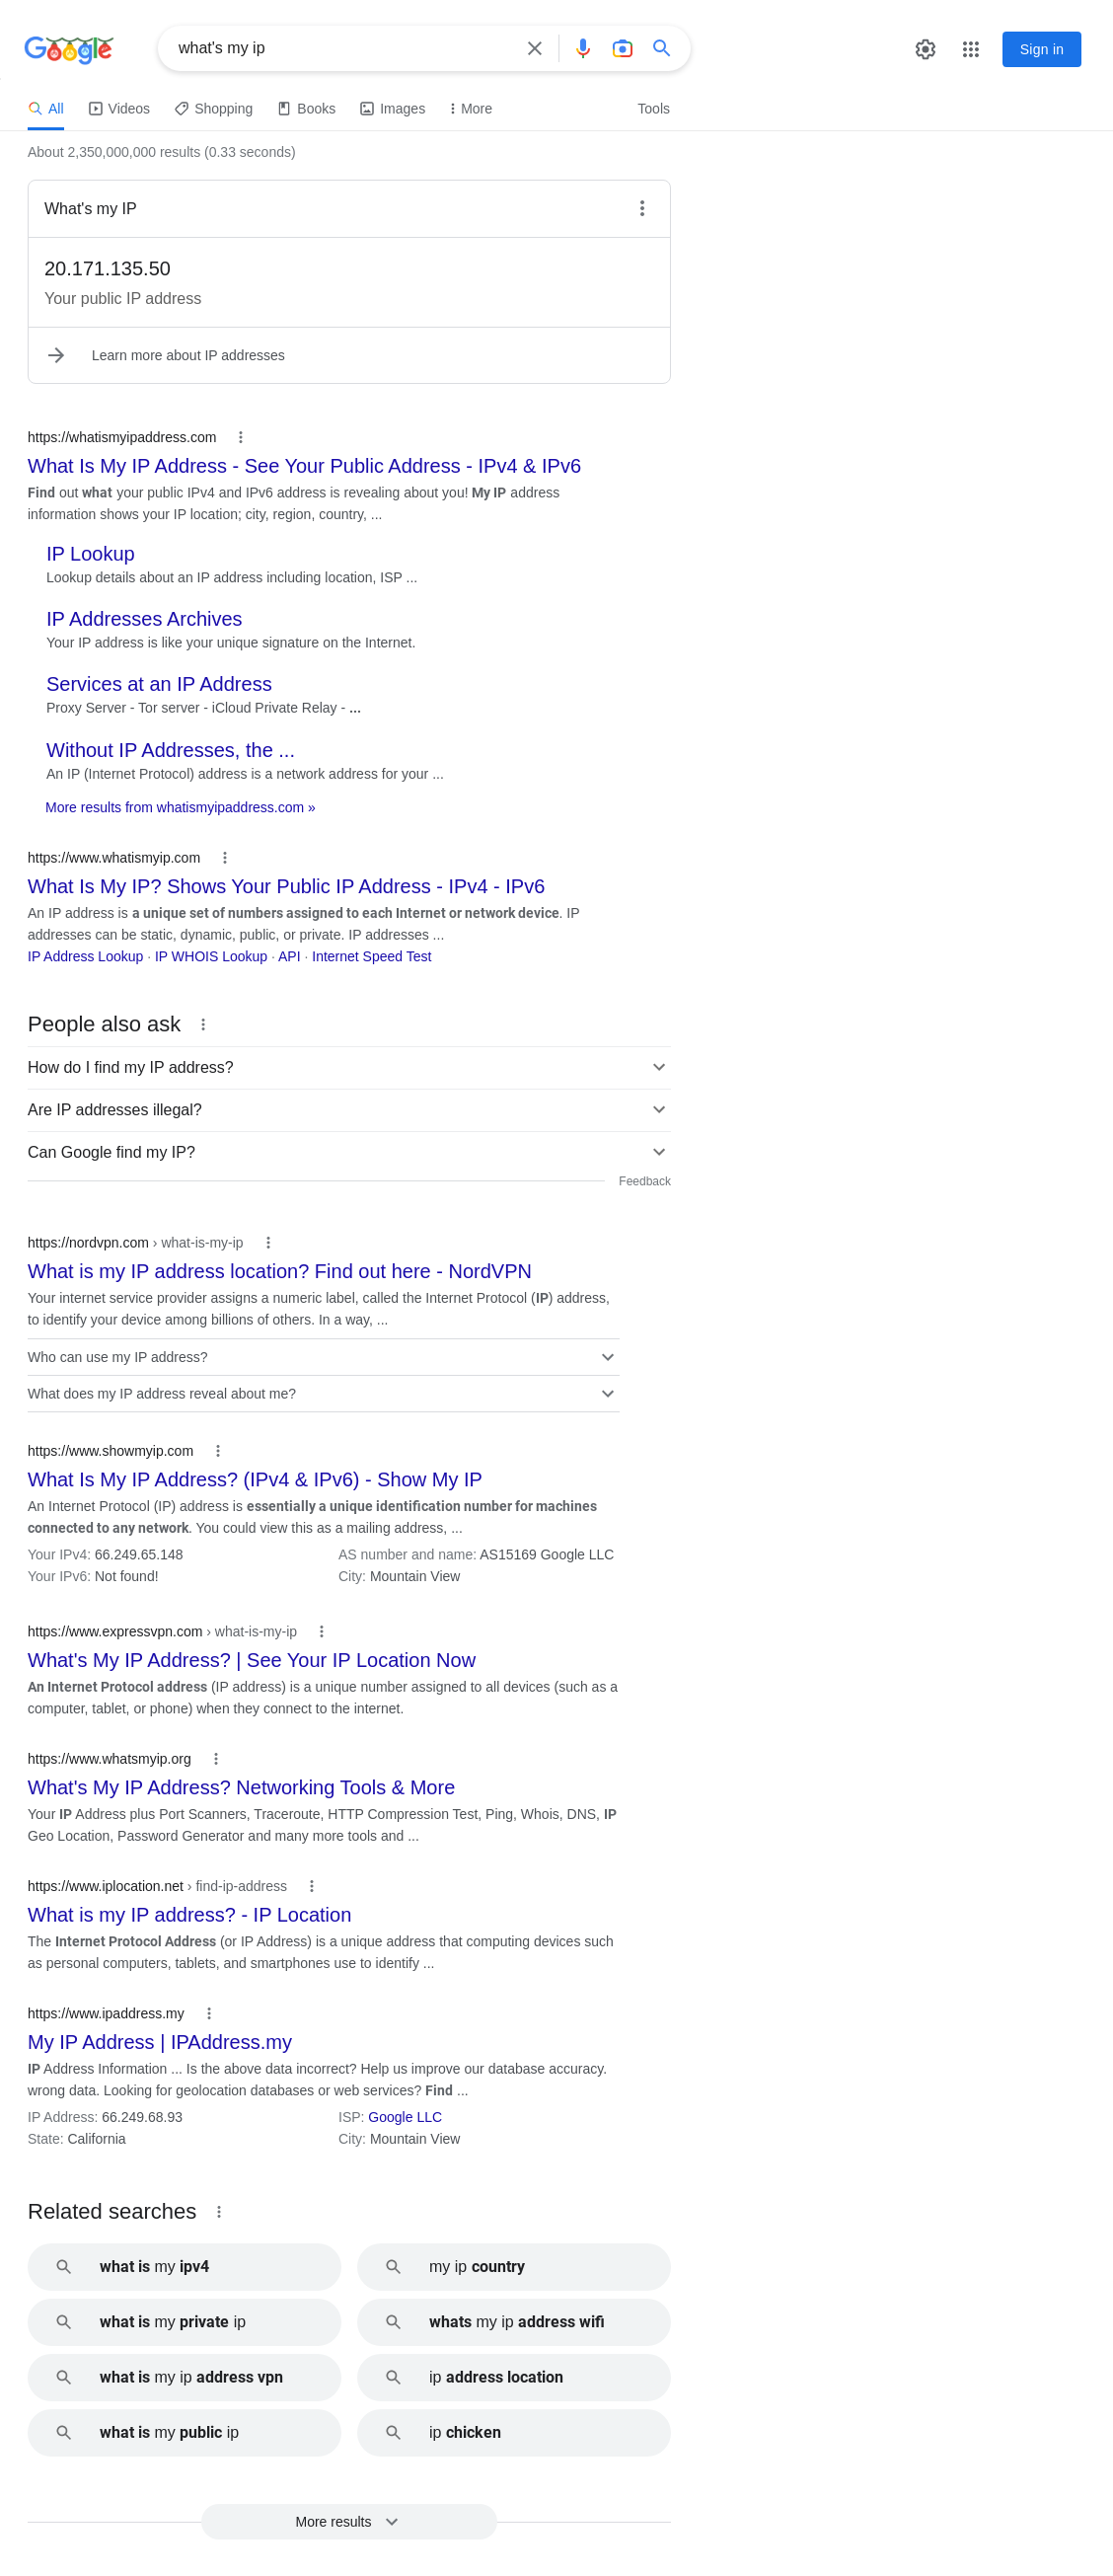 Google
what's my ip
Sign in
All
Videos
Shopping
Books
Images
More
Tools
About 2,350,000,000 results (0.33 seconds)
What's my IP
20.171.135.50
Your public IP address
Learn more about IP addresses
https://whatismyipaddress.com
What Is My IP Address - See Your Public Address - IPv4 & IPv6
Find out what your public IPv4 and IPv6 address is revealing about you! My IP address
information shows your IP location; city, region, country, ...
IP Lookup
Lookup details about an IP address including location, ISP ...
IP Addresses Archives
Your IP address is like your unique signature on the Internet.
Services at an IP Address
Proxy Server - Tor server - iCloud Private Relay - ...
Without IP Addresses, the ...
An IP (Internet Protocol) address is a network address for your ...
More results from whatismyipaddress.com »
https://www.whatismyip.com
What Is My IP? Shows Your Public IP Address - IPv4 - IPv6
An IP address is a unique set of numbers assigned to each Internet or network device. IP
addresses can be static, dynamic, public, or private. IP addresses ...
IP Address Lookup · IP WHOIS Lookup · API · Internet Speed Test
People also ask
How do I find my IP address?
Are IP addresses illegal?
Can Google find my IP?
Feedback
https://nordvpn.com › what-is-my-ip
What is my IP address location? Find out here - NordVPN
Your internet service provider assigns a numeric label, called the Internet Protocol (IP) address,
to identify your device among billions of others. In a way, ...
Who can use my IP address?
What does my IP address reveal about me?
https://www.showmyip.com
What Is My IP Address? (IPv4 & IPv6) - Show My IP
An Internet Protocol (IP) address is essentially a unique identification number for machines
connected to any network. You could view this as a mailing address, ...
Your IPv4: 66.249.65.148
AS number and name: AS15169 Google LLC
Your IPv6: Not found!
City: Mountain View
https://www.expressvpn.com › what-is-my-ip
What's My IP Address? | See Your IP Location Now
An Internet Protocol address (IP address) is a unique number assigned to all devices (such as a
computer, tablet, or phone) when they connect to the internet.
https://www.whatsmyip.org
What's My IP Address? Networking Tools & More
Your IP Address plus Port Scanners, Traceroute, HTTP Compression Test, Ping, Whois, DNS, IP
Geo Location, Password Generator and many more tools and ...
https://www.iplocation.net › find-ip-address
What is my IP address? - IP Location
The Internet Protocol Address (or IP Address) is a unique address that computing devices such
as personal computers, tablets, and smartphones use to identify ...
https://www.ipaddress.my
My IP Address | IPAddress.my
IP Address Information ... Is the above data incorrect? Help us improve our database accuracy.
wrong data. Looking for geolocation databases or web services? Find ...
IP Address: 66.249.68.93
ISP: Google LLC
State: California
City: Mountain View
Related searches
what is my ipv4
my ip country
what is my private ip
whats my ip address wifi
what is my ip address vpn
ip address location
what is my public ip
ip chicken
More results